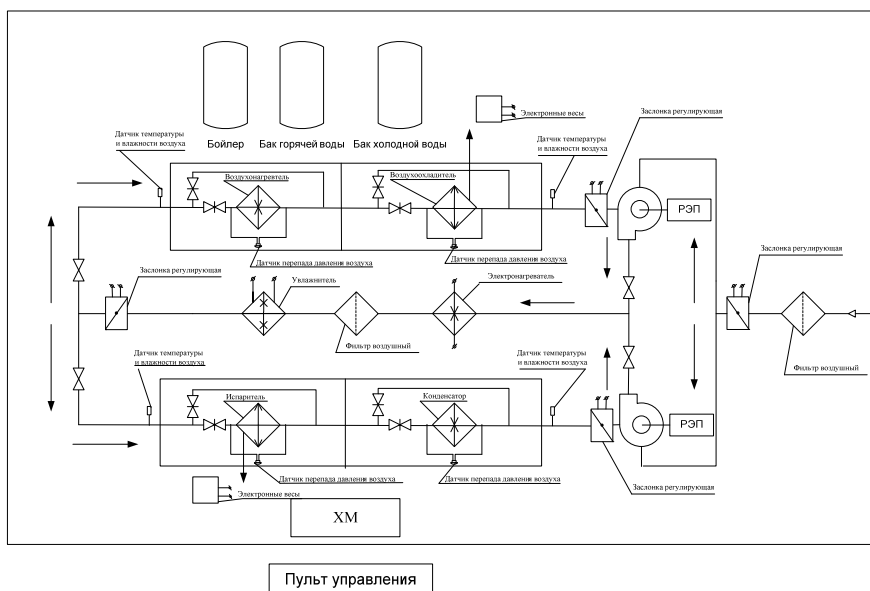 Бойлер
Бак горячей воды
Бак холодной воды
Электронные весы
Заслонка регулирующая
Датчик температуры
и влажности воздуха
Датчик температуры
и влажности воздуха
Воздухонагревтель
Воздухоохладитель
РЭП
Датчик перепада давления воздуха
Датчик перепада давления воздуха
Заслонка регулирующая
Увлажнитель
Электронагреватель
Заслонка регулирующая
Фильтр воздушный
Фильтр воздушный
Датчик температуры
и влажности воздуха
Датчик температуры
и влажности воздуха
Испаритель
Конденсатор
РЭП
Датчик перепада давления воздуха
Датчик перепада давления воздуха
Заслонка регулирующая
Электронные весы
ХМ
Пульт управления